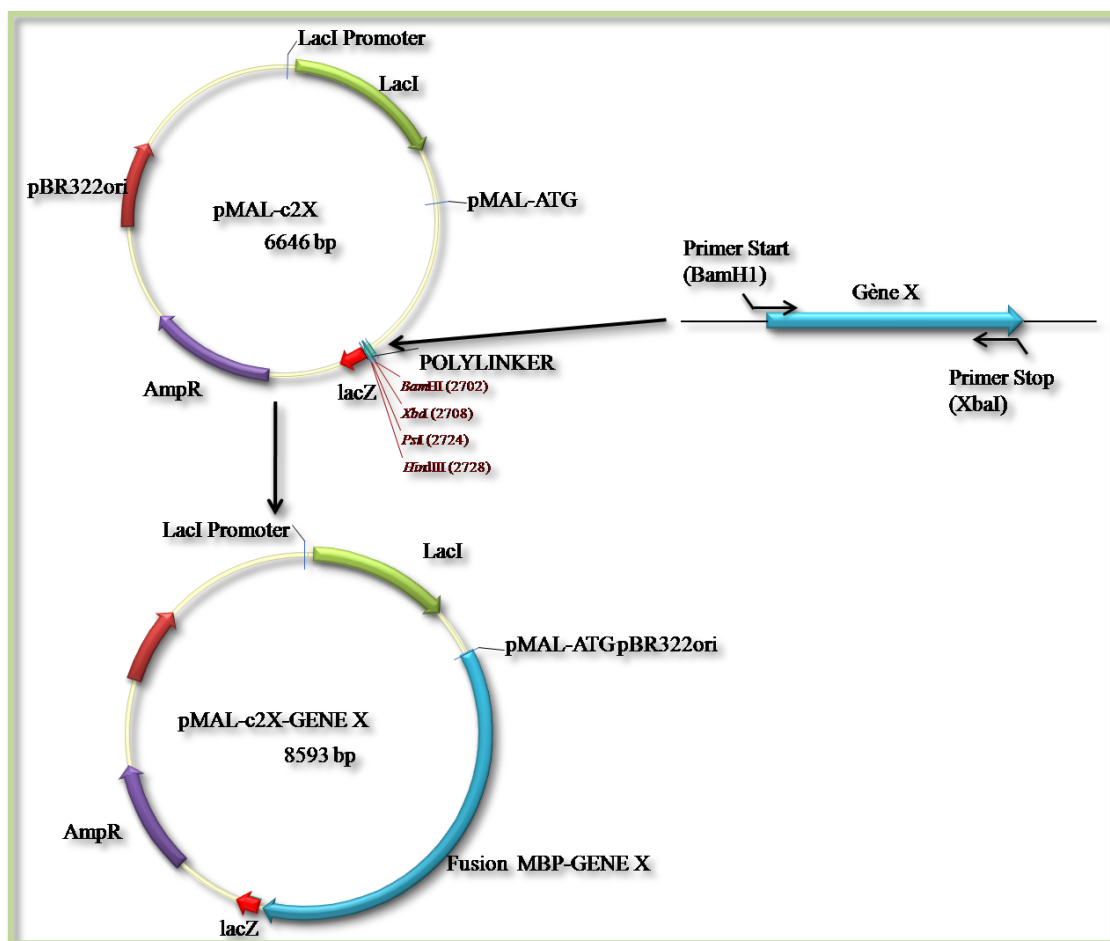 LacI Promoter
LacI
pBR322ori
pMAL-c2X
6646 bp
pMAL-ATG
POLYLINKER
AmpR
lacZ
BamHI (2702)
XbaI (2708)
PstI (2724)
HindIII (2728)
Primer Start
(BamH1)
Gène X
Primer Stop
(XbaI)
LacI Promoter
LacI
pMAL-ATG pBR322ori
pMAL-c2X-GENE X
8593 bp
AmpR
Fusion MBP-GENE X
lacZ